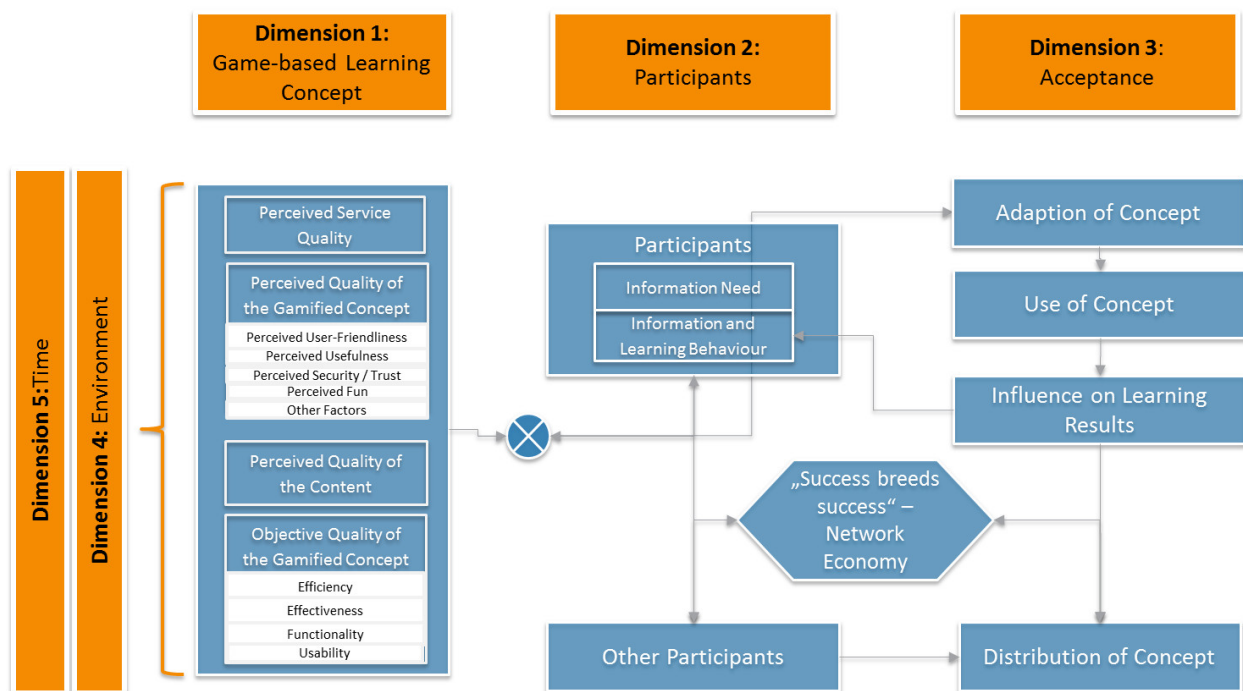 Dimension 1:
Game-based Learning
Concept
Dimension 2:
Participants
Dimension 3:
Acceptance
Dimension 5:Time
Dimension 4: Environment
Perceived Service
Quality
Perceived Quality of
the Gamified Concept
Perceived User-Friendliness
Perceived Usefulness
Perceived Security / Trust
Perceived Fun
Other Factors
Perceived Quality of
the Content
Objective Quality of
the Gamified Concept
Efficiency
Effectiveness
Functionality
Usability
Participants
Information Need
Information and
Learning Behaviour
„Success breeds
success“ –
Network
Economy
Other Participants
Adaption of Concept
Use of Concept
Influence on Learning
Results
Distribution of Concept